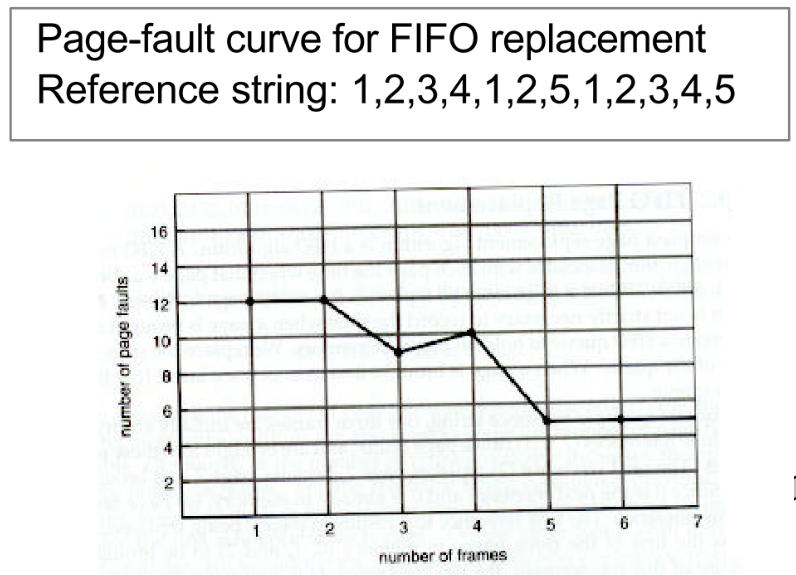 Page-fault curve for FIFO replacement
Reference string: 1,2,3,4,1,2,5,1,2,3,4,5
16
14
12
10
8
6
4
2
number of page faults
1 2 3 4 5 6 7
number of frames